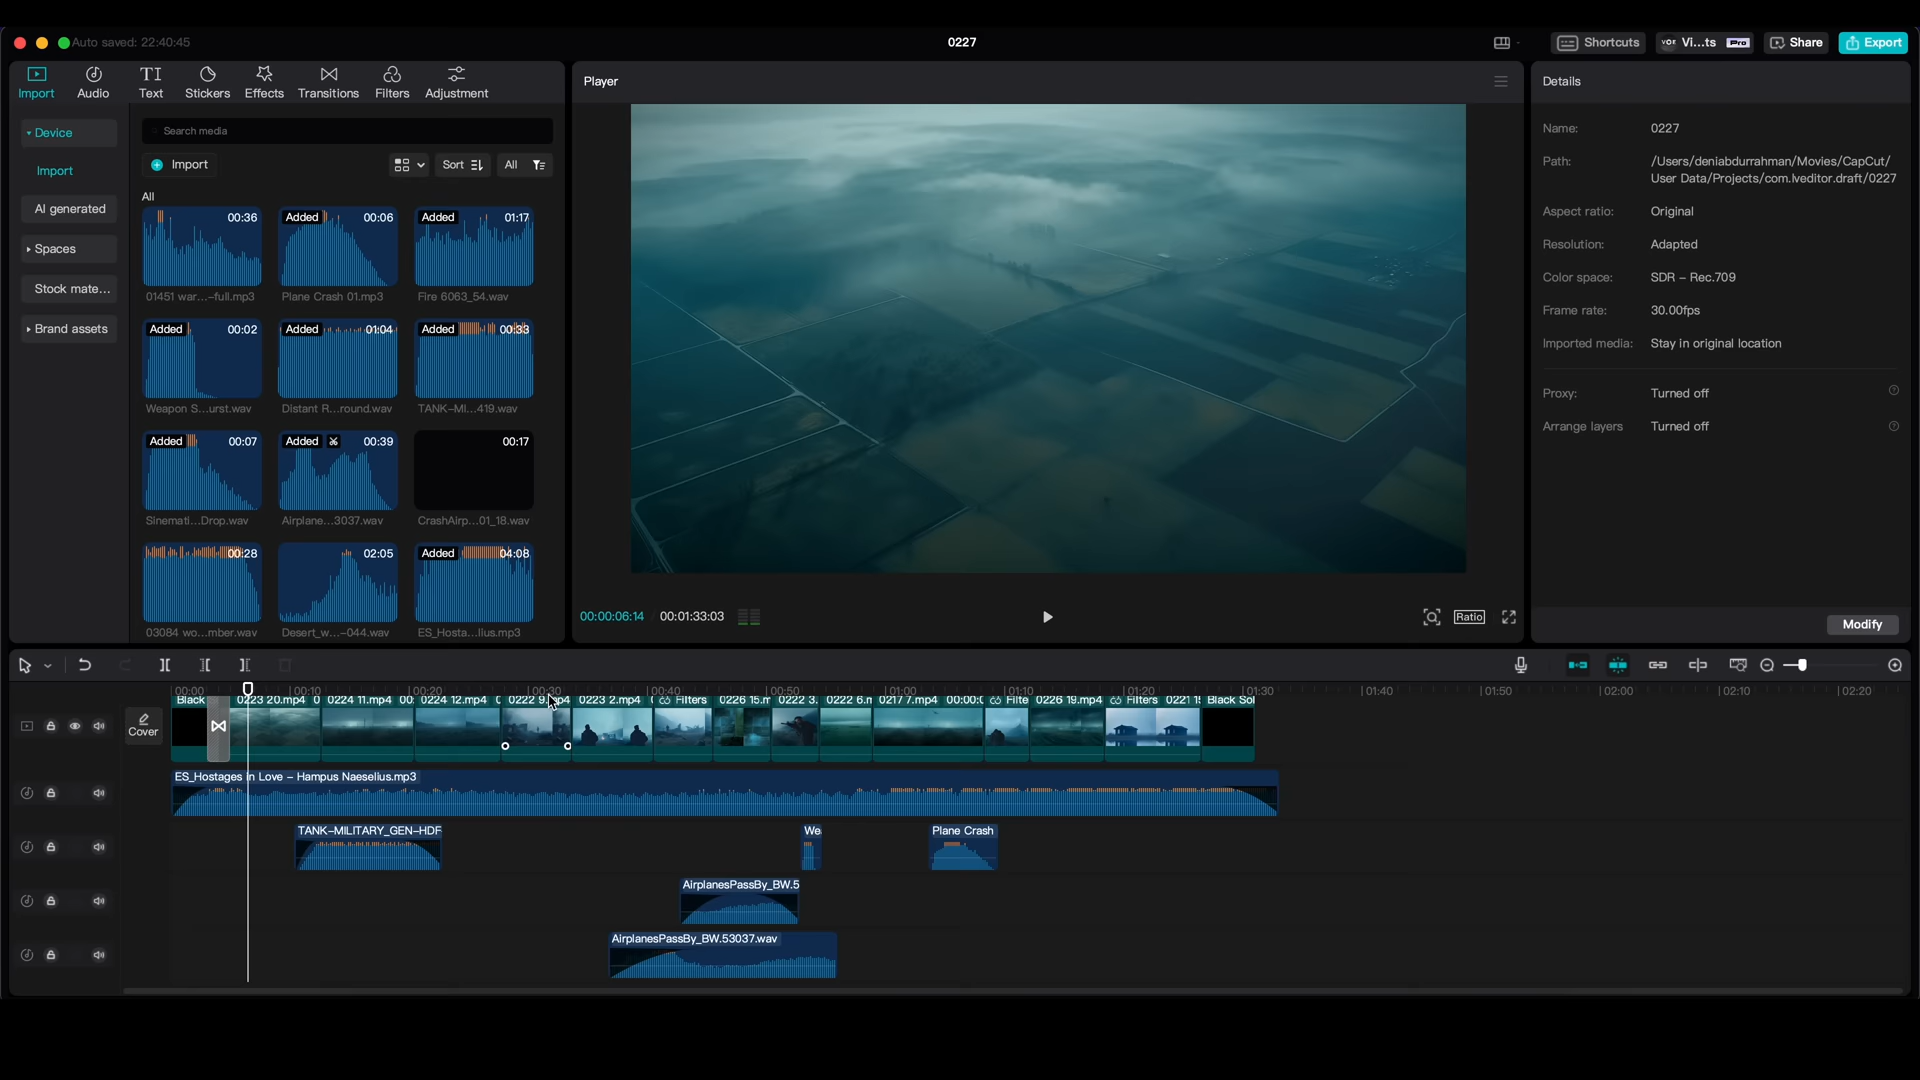 Auto saved: 22:40:45
0227
Shortcuts
Vi...ts
Pro
Share
Export
Import
Audio
TI
Text
Stickers
Effects
Transitions
Filters
Adjustment
Device
Import
AI generated
Spaces
Stock mate...
Brand assets
Search media
Import
Sort
All
All
00:36
Added 00:06
Added 01:17
01451 war...-full.mp3
Plane Crash 01.mp3
Fire 6063_54.wav
Added 00:02
Added 01:04
Added 00:33
Weapon S...urst.wav
Distant R...round.wav
TANK-MI...419.wav
Added 00:07
Added 00:39
00:17
Sinemati...Drop.wav
Airplane...3037.wav
CrashAirp...01_18.wav
00:28
02:05
Added 04:08
03084 wo...mber.wav
Desert_w...-044.wav
ES_Hosta...lius.mp3
Player
00:00:06:14
00:01:33:03
Ratio
Details
Name: 0227
Path: /Users/deniabdurrahman/Movies/CapCut/
User Data/Projects/com.lveditor.draft/0227
Aspect ratio: Original
Resolution: Adapted
Color space: SDR – Rec.709
Frame rate: 30.00fps
Imported media: Stay in original location
Proxy: Turned off
Arrange layers Turned off
Modify
00:00 00:10 00:20 00:30 00:40 00:50 01:00 01:10 01:20 01:30 01:40 01:50 02:00 02:10 02:20
Cover
Black 0223 20.mp4 0 0224 11.mp4 00: 0224 12.mp4 0222 9.mp4 0223 2.mp4 Filters 0226 15.m 0222 3. 0222 6.m 0217 7.mp4 00:00:0 Filte 0226 19.mp4 Filters 0221 1 Black Sol
ES_Hostages in Love – Hampus Naeselius.mp3
TANK-MILITARY_GEN-HDF
We
Plane Crash
AirplanesPassBy_BW.5
AirplanesPassBy_BW.53037.wav